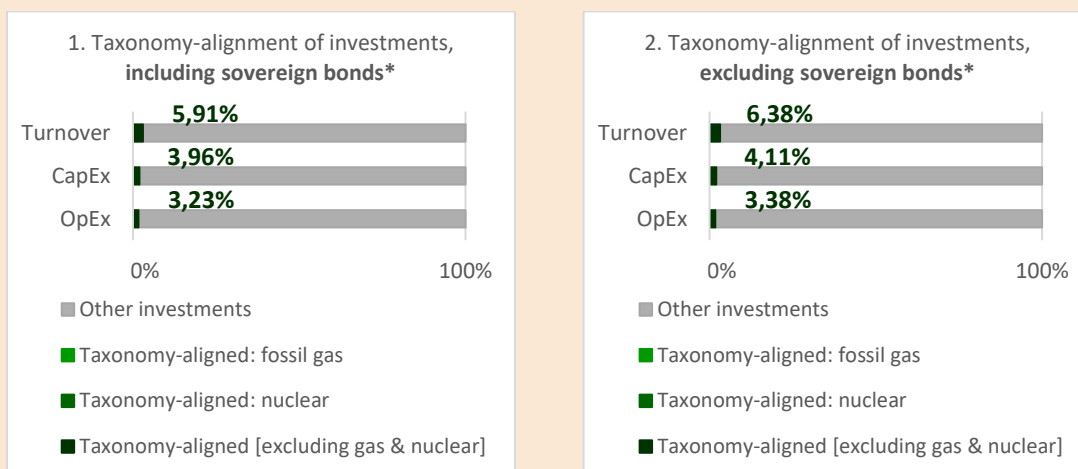 1. Taxonomy-alignment of investments,
including sovereign bonds*
5,91%
Turnover
3,96%
CapEx
3,23%
OpEx
0%
100%
Other investments
Taxonomy-aligned: fossil gas
Taxonomy-aligned: nuclear
Taxonomy-aligned [excluding gas & nuclear]
2. Taxonomy-alignment of investments,
excluding sovereign bonds*
6,38%
Turnover
4,11%
CapEx
3,38%
OpEx
0%
100%
Other investments
Taxonomy-aligned: fossil gas
Taxonomy-aligned: nuclear
Taxonomy-aligned [excluding gas & nuclear]